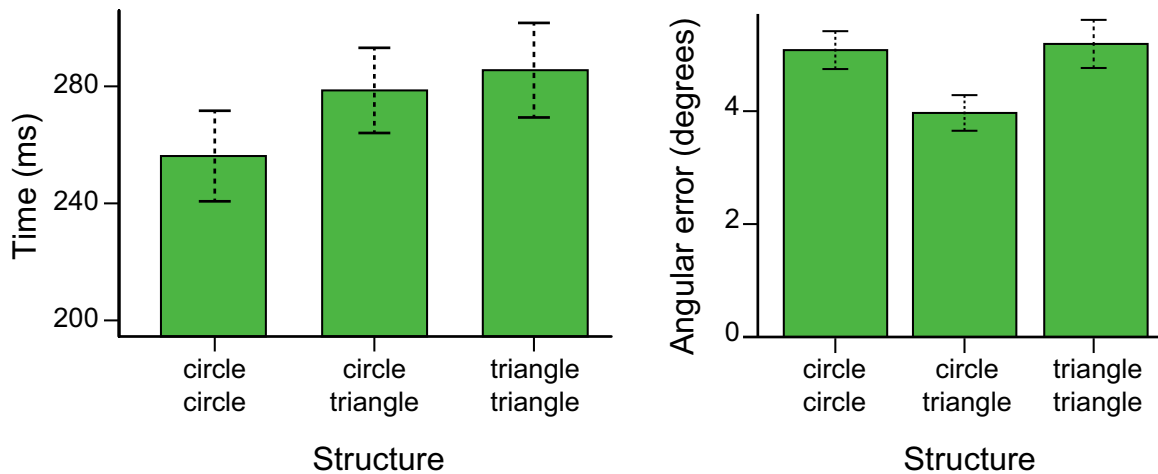 Time (ms)
280
240
200
circle
circle
circle
triangle
triangle
triangle
Structure
Angular error (degrees)
4
2
0
circle
circle
circle
triangle
triangle
triangle
Structure